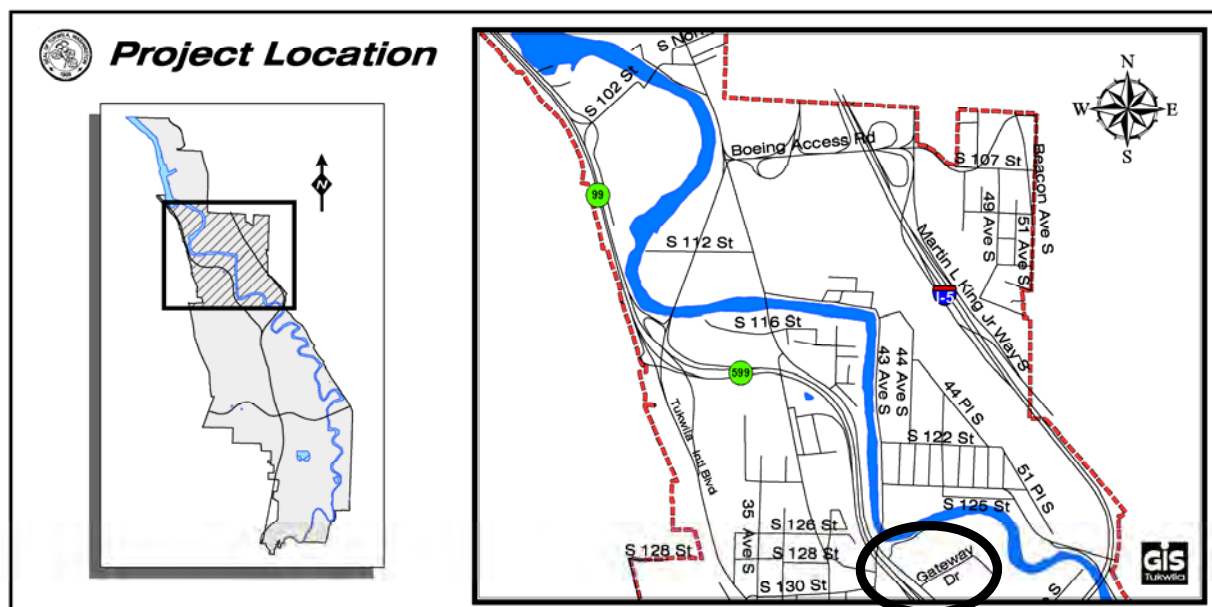 Project Location
N
S 102 St
N
W
E
S
Boeing Access Rd
S 107 St
Beacon Ave S
99
49 Ave S
51 Ave S
S 112 St
Martin L King Jr Way S
I-5
S 116 St
599
43 Ave S
44 Ave S
44 Pl S
Tukwila Intl Blvd
S 122 St
51 Pl S
35 Ave S
S 125 St
S 126 St
S 128 St
S 128 St
Gateway Dr
S 130 St
GIS
Tukwila